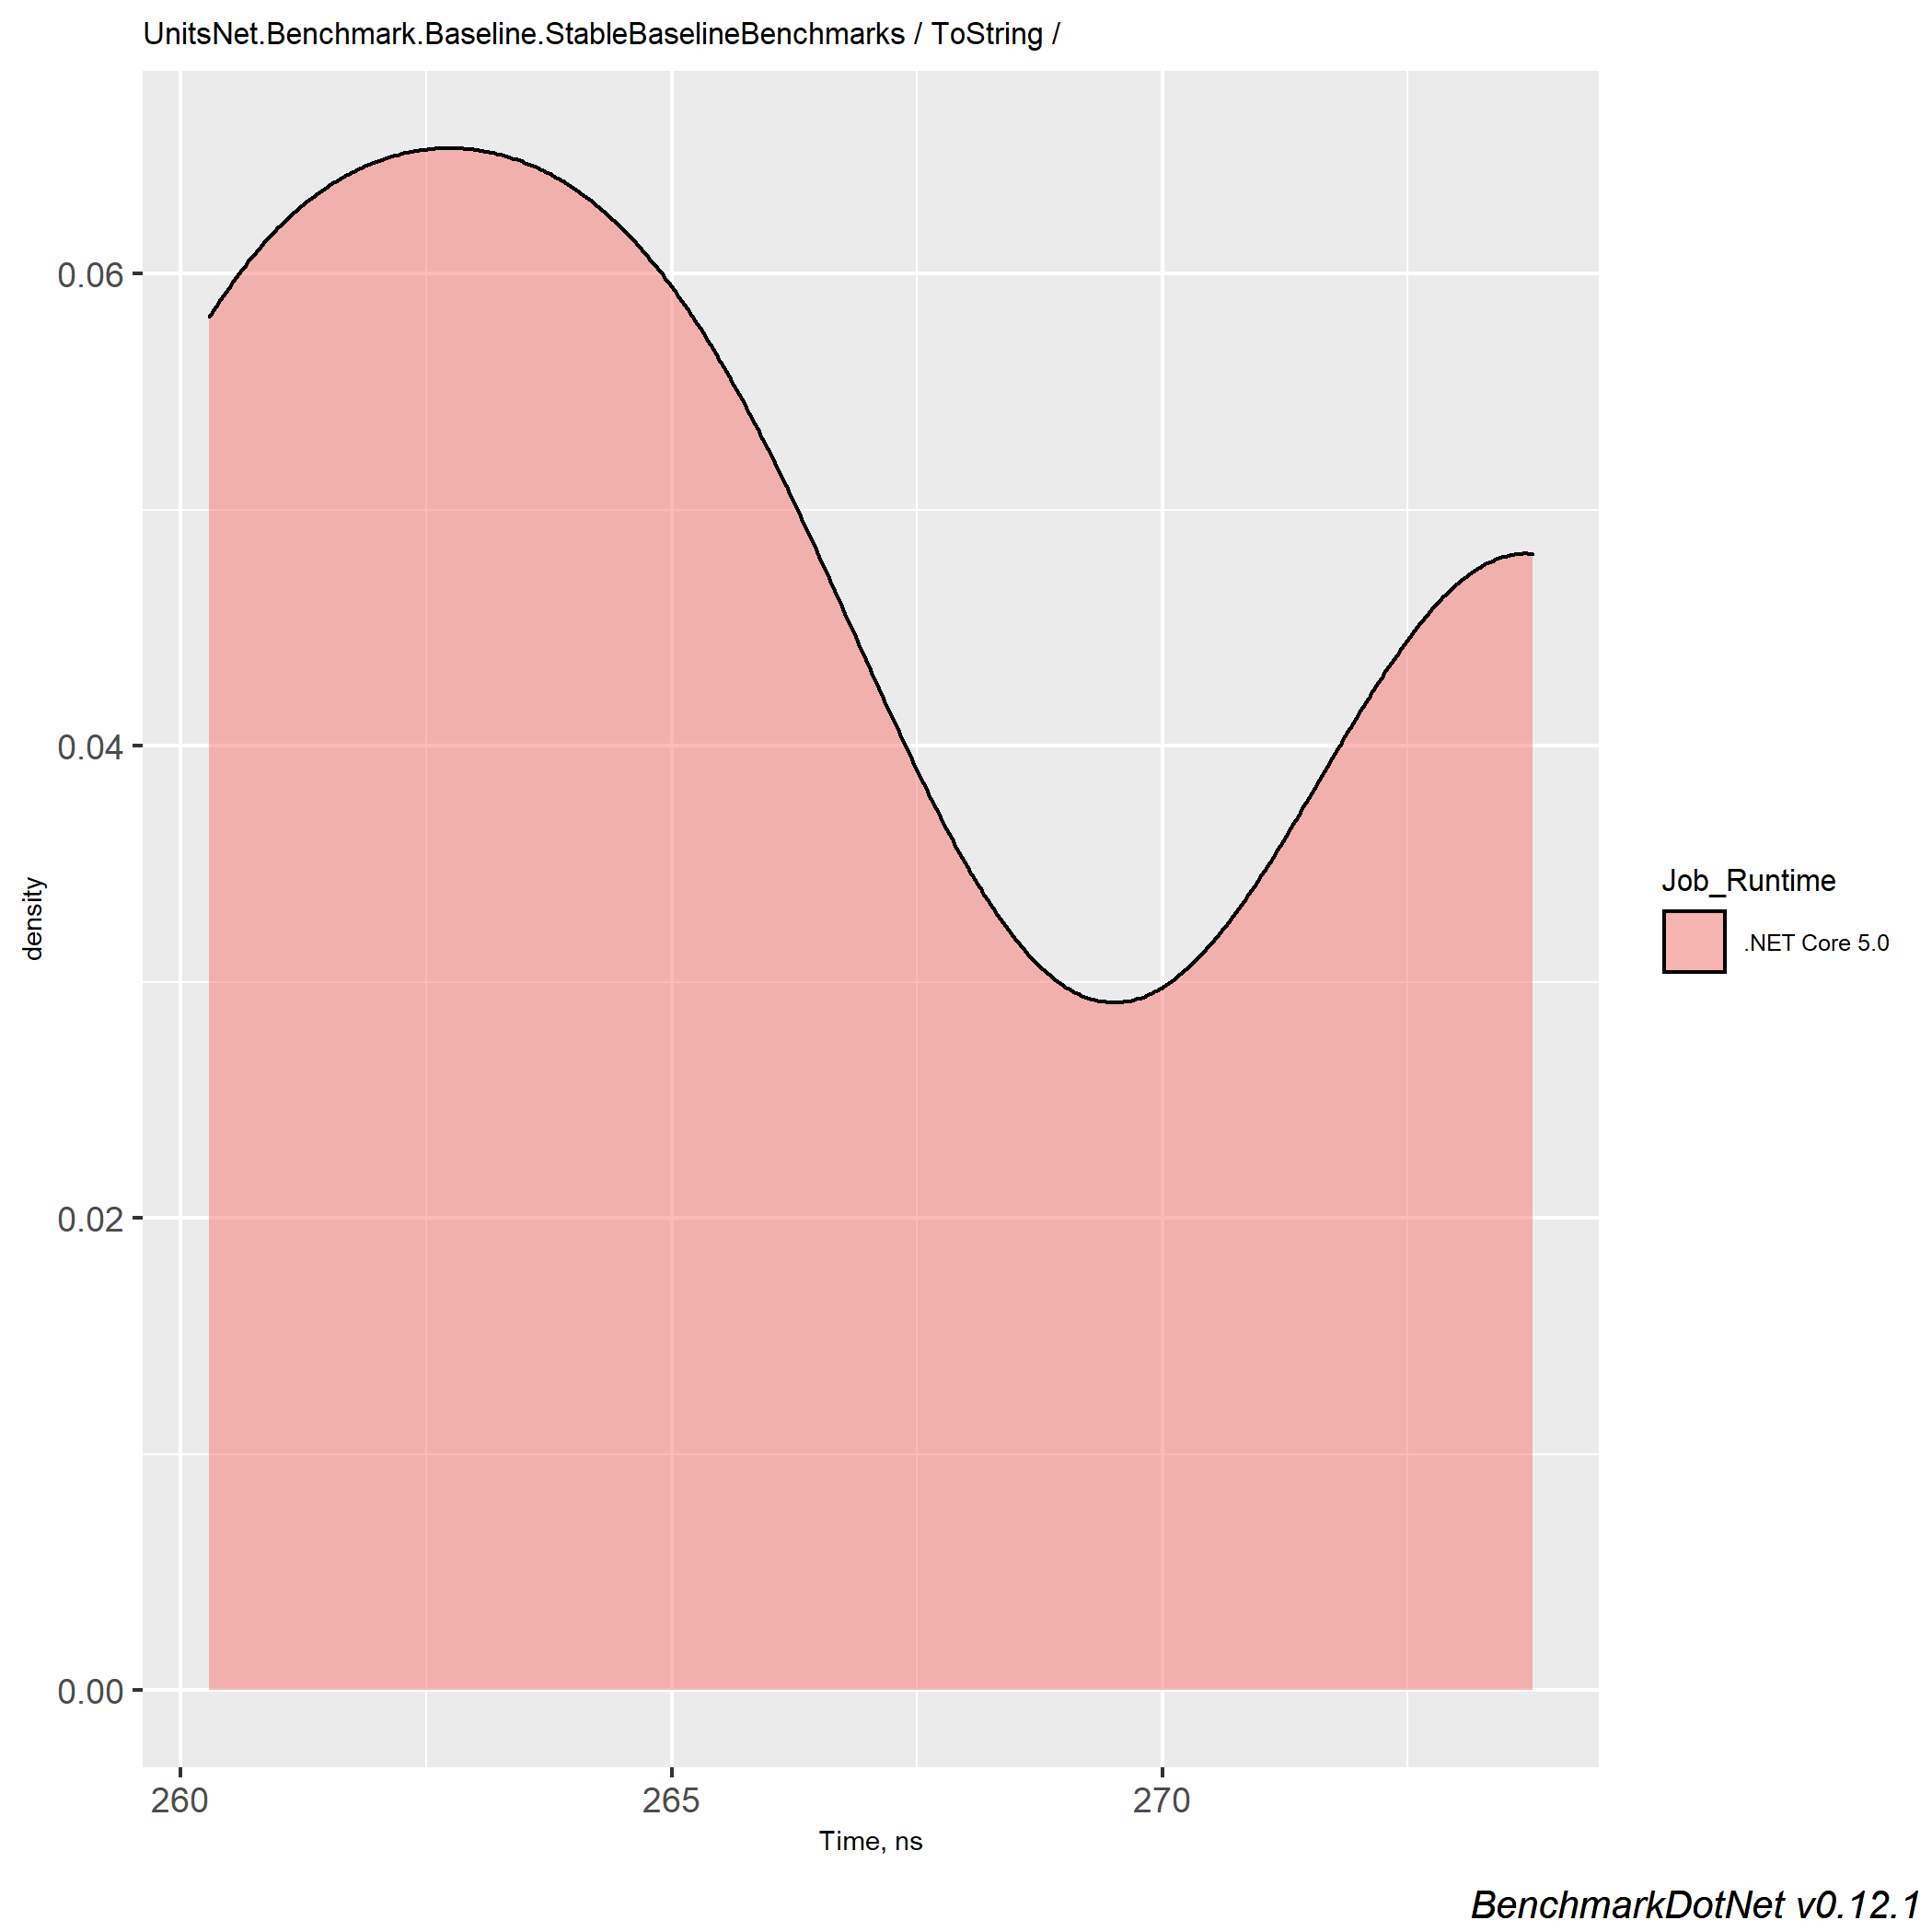 UnitsNet.Benchmark.Baseline.StableBaselineBenchmarks / ToString /
0.06
0.04
0.02
0.00
density
260 265 270
Time, ns
Job_Runtime
.NET Core 5.0
BenchmarkDotNet v0.12.1